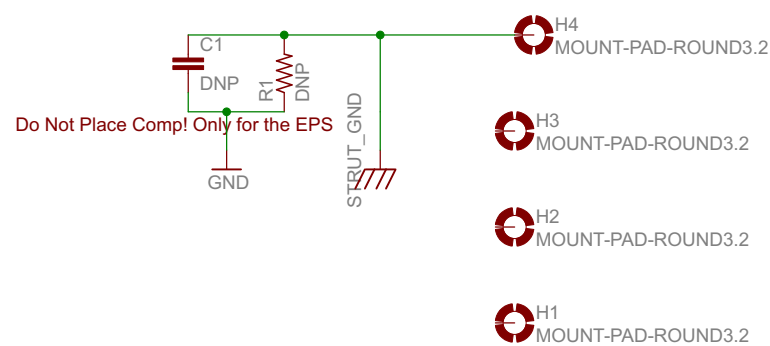 C1
DNP
R1
DNP
Do Not Place Comp! Only for the EPS
GND
STRUT_GND
H4
MOUNT-PAD-ROUND3.2
H3
MOUNT-PAD-ROUND3.2
H2
MOUNT-PAD-ROUND3.2
H1
MOUNT-PAD-ROUND3.2